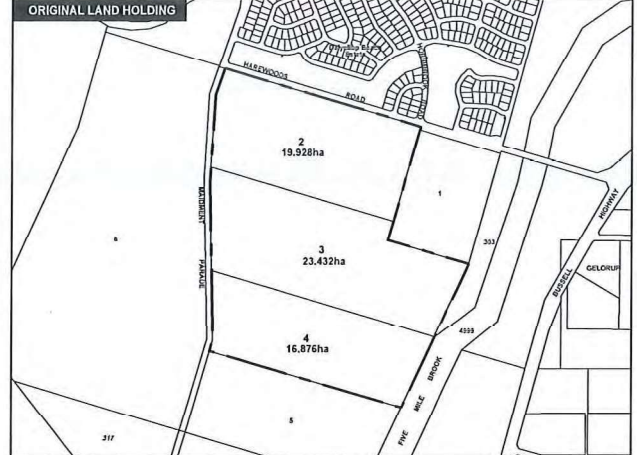 ORIGINAL LAND HOLDING
HAREWOODS
ROAD
2
19.928ha
1
MAIDMENT
PARADE
3
23.432ha
303
BUSSELL
HIGHWAY
GELORUP
4
16.876ha
4999
FIVE MILE BROOK
5
317